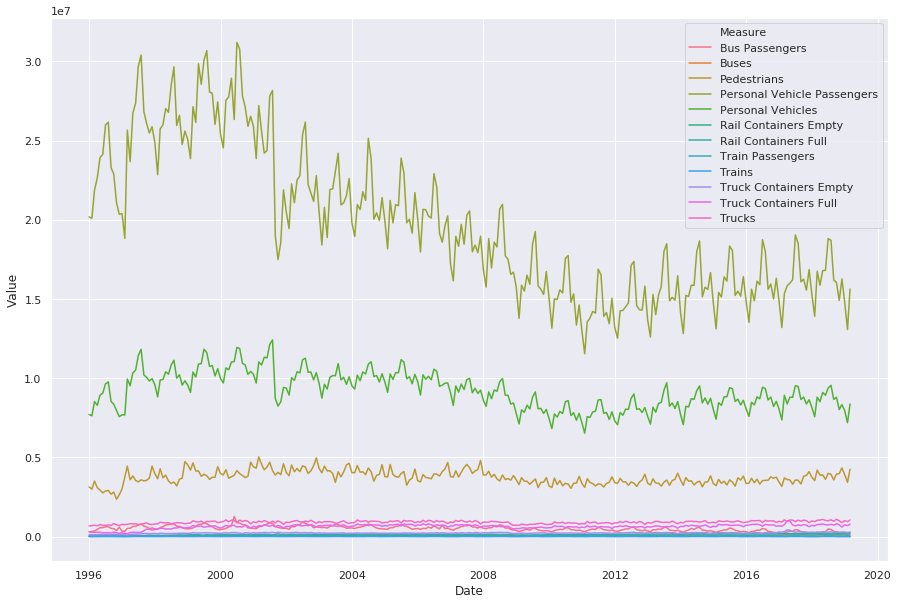 1e7
Measure
Bus Passengers
Buses
Pedestrians
Personal Vehicle Passengers
Personal Vehicles
Rail Containers Empty
Rail Containers Full
Train Passengers
Trains
Truck Containers Empty
Truck Containers Full
Trucks
3.0
2.5
2.0
1.5
1.0
0.5
0.0
Value
1996 2000 2004 2008 2012 2016 2020
Date